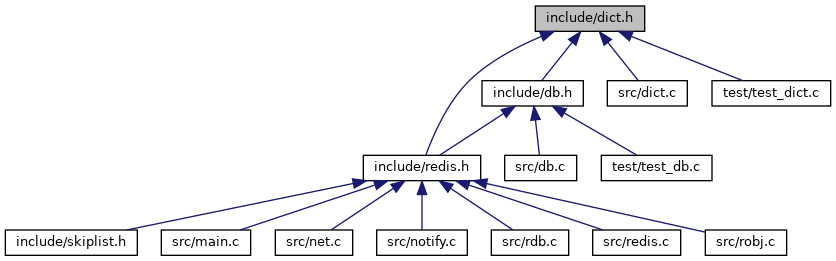 include/dict.h
include/db.h
src/dict.c
test/test_dict.c
include/redis.h
src/db.c
test/test_db.c
include/skiplist.h
src/main.c
src/net.c
src/notify.c
src/rdb.c
src/redis.c
src/robj.c